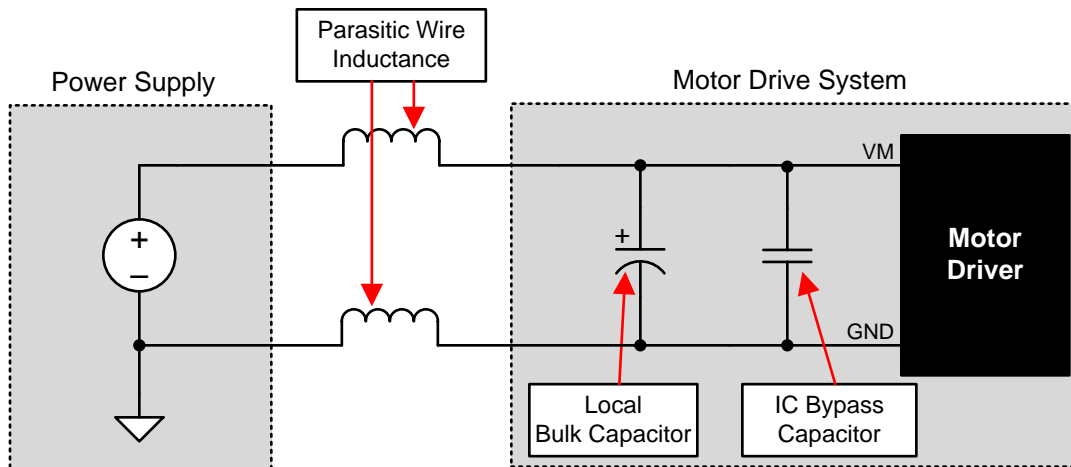 Parasitic Wire
Inductance
Power Supply
Motor Drive System
VM
+
–
+
Motor
Driver
GND
Local
Bulk Capacitor
IC Bypass
Capacitor